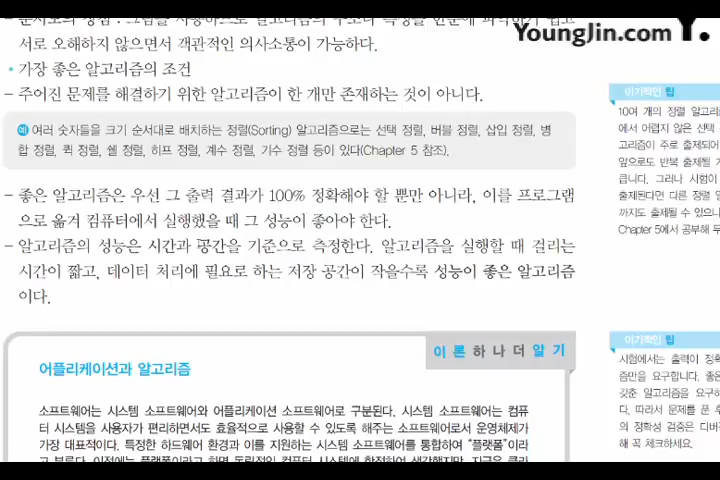 YoungJin.com Y.
서로 오해하지 않으면서 객관적인 의사소통이 가능하다.
• 가장 좋은 알고리즘의 조건
– 주어진 문제를 해결하기 위한 알고리즘이 한 개만 존재하는 것이 아니다.
예 여러 숫자들을 크기 순서대로 배치하는 정렬(Sorting) 알고리즘으로는 선택 정렬, 버블 정렬, 삽입 정렬, 병
합 정렬, 퀵 정렬, 쉘 정렬, 히프 정렬, 계수 정렬, 기수 정렬 등이 있다(Chapter 5 참조).
– 좋은 알고리즘은 우선 그 출력 결과가 100% 정확해야 할 뿐만 아니라, 이를 프로그램
으로 옮겨 컴퓨터에서 실행했을 때 그 성능이 좋아야 한다.
– 알고리즘의 성능은 시간과 공간을 기준으로 측정한다. 알고리즘을 실행할 때 걸리는
시간이 짧고, 데이터 처리에 필요로 하는 저장 공간이 작을수록 성능이 좋은 알고리즘
이다.
이론 하나 더 알기
어플리케이션과 알고리즘
소프트웨어는 시스템 소프트웨어와 어플리케이션 소프트웨어로 구분된다. 시스템 소프트웨어는 컴퓨
터 시스템을 사용자가 편리하면서도 효율적으로 사용할 수 있도록 해주는 소프트웨어로서 운영체제가
가장 대표적이다. 특정한 하드웨어 환경과 이를 지원하는 시스템 소프트웨어를 통합하여 "플랫폼"이라
이기적인 팁
10여 개의 정렬 알고리
에서 어렵지 않은 선택
고리즘이 주로 출제되어
앞으로도 반복 출제될
큽니다. 그러나 시험이
출제된다면 다른 정렬
까지도 출제될 수 있으니
Chapter 5에서 공부해 두
이기적인 팁
시험에서는 출력이 정확
즘만을 요구합니다. 좋은
갖춘 알고리즘을 요구하
다. 따라서 문제를 푼 후
의 정확성 검증은 디버
해 꼭 체크하세요.